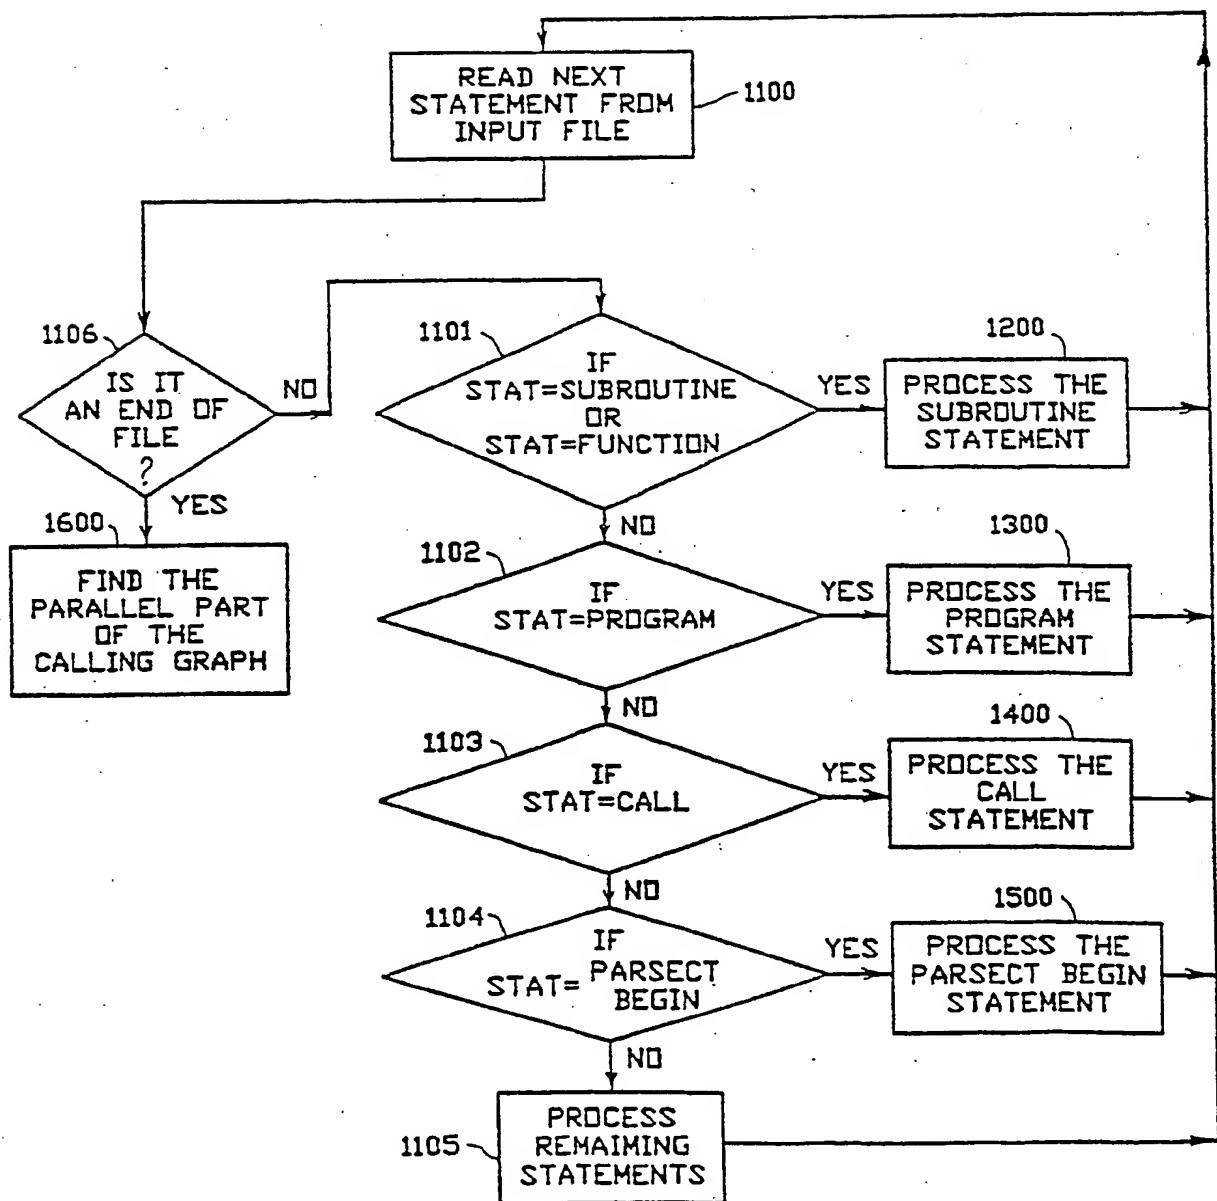 READ NEXT
STATEMENT FROM
INPUT FILE
1100
1106
IS IT
AN END OF
FILE
?
NO
YES
1600
FIND THE
PARALLEL PART
OF THE
CALLING GRAPH
1101
IF
STAT=SUBROUTINE
OR
STAT=FUNCTION
YES
1200
PROCESS THE
SUBROUTINE
STATEMENT
NO
1102
IF
STAT=PROGRAM
YES
1300
PROCESS THE
PROGRAM
STATEMENT
NO
1103
IF
STAT=CALL
YES
1400
PROCESS THE
CALL
STATEMENT
NO
1104
IF
STAT= PARSECT
BEGIN
YES
1500
PROCESS THE
PARSECT BEGIN
STATEMENT
NO
1105
PROCESS
REMAIMING
STATEMENTS